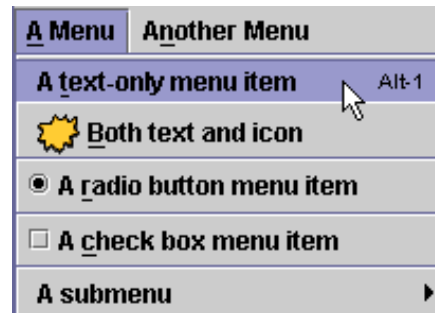 A Menu Another Menu
A text-only menu item Alt-1
Both text and icon
A radio button menu item
A check box menu item
A submenu